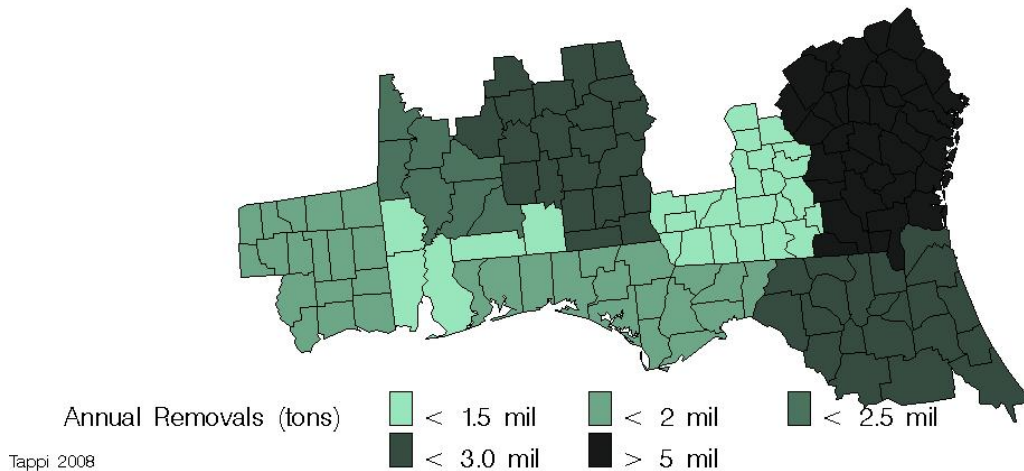 Annual Removals (tons) < 1.5 mil < 2 mil < 2.5 mil
< 3.0 mil > 5 mil
Tappi 2008